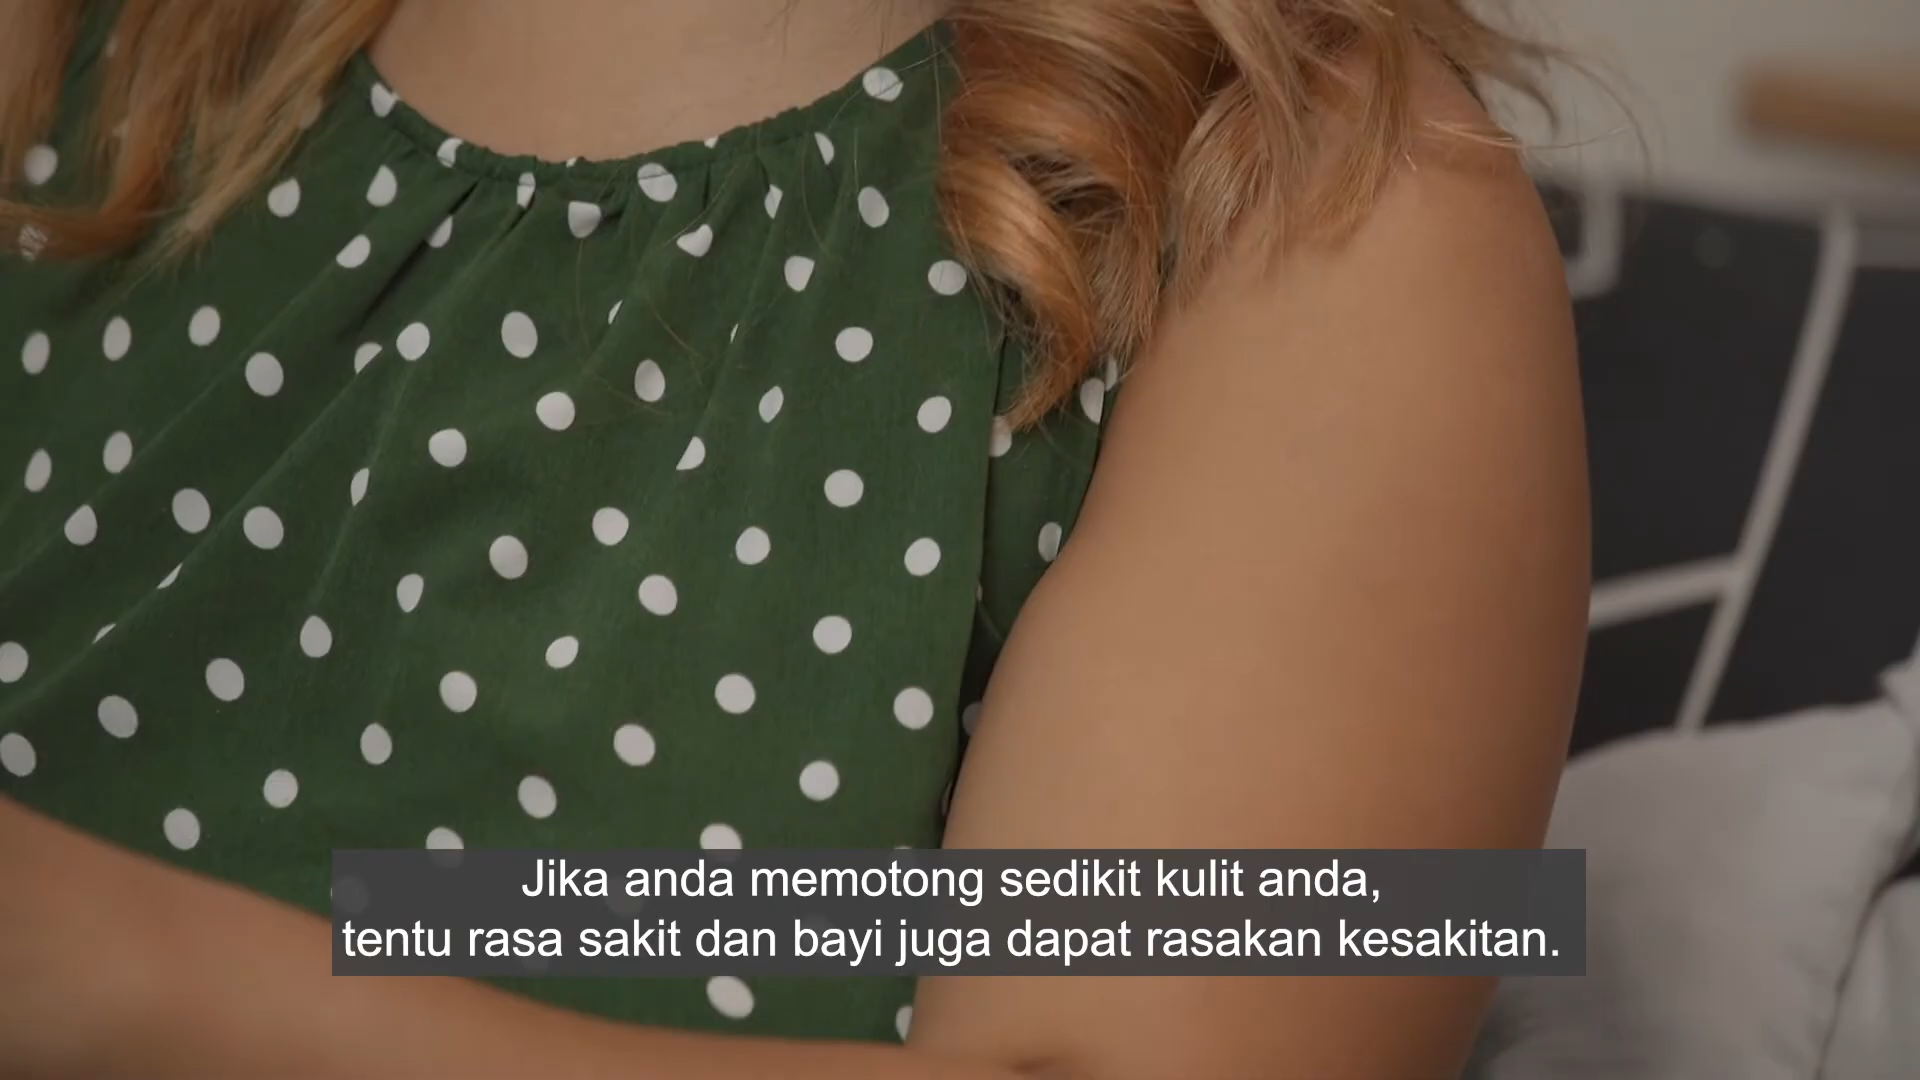 Jika anda memotong sedikit kulit anda,
tentu rasa sakit dan bayi juga dapat rasakan kesakitan.